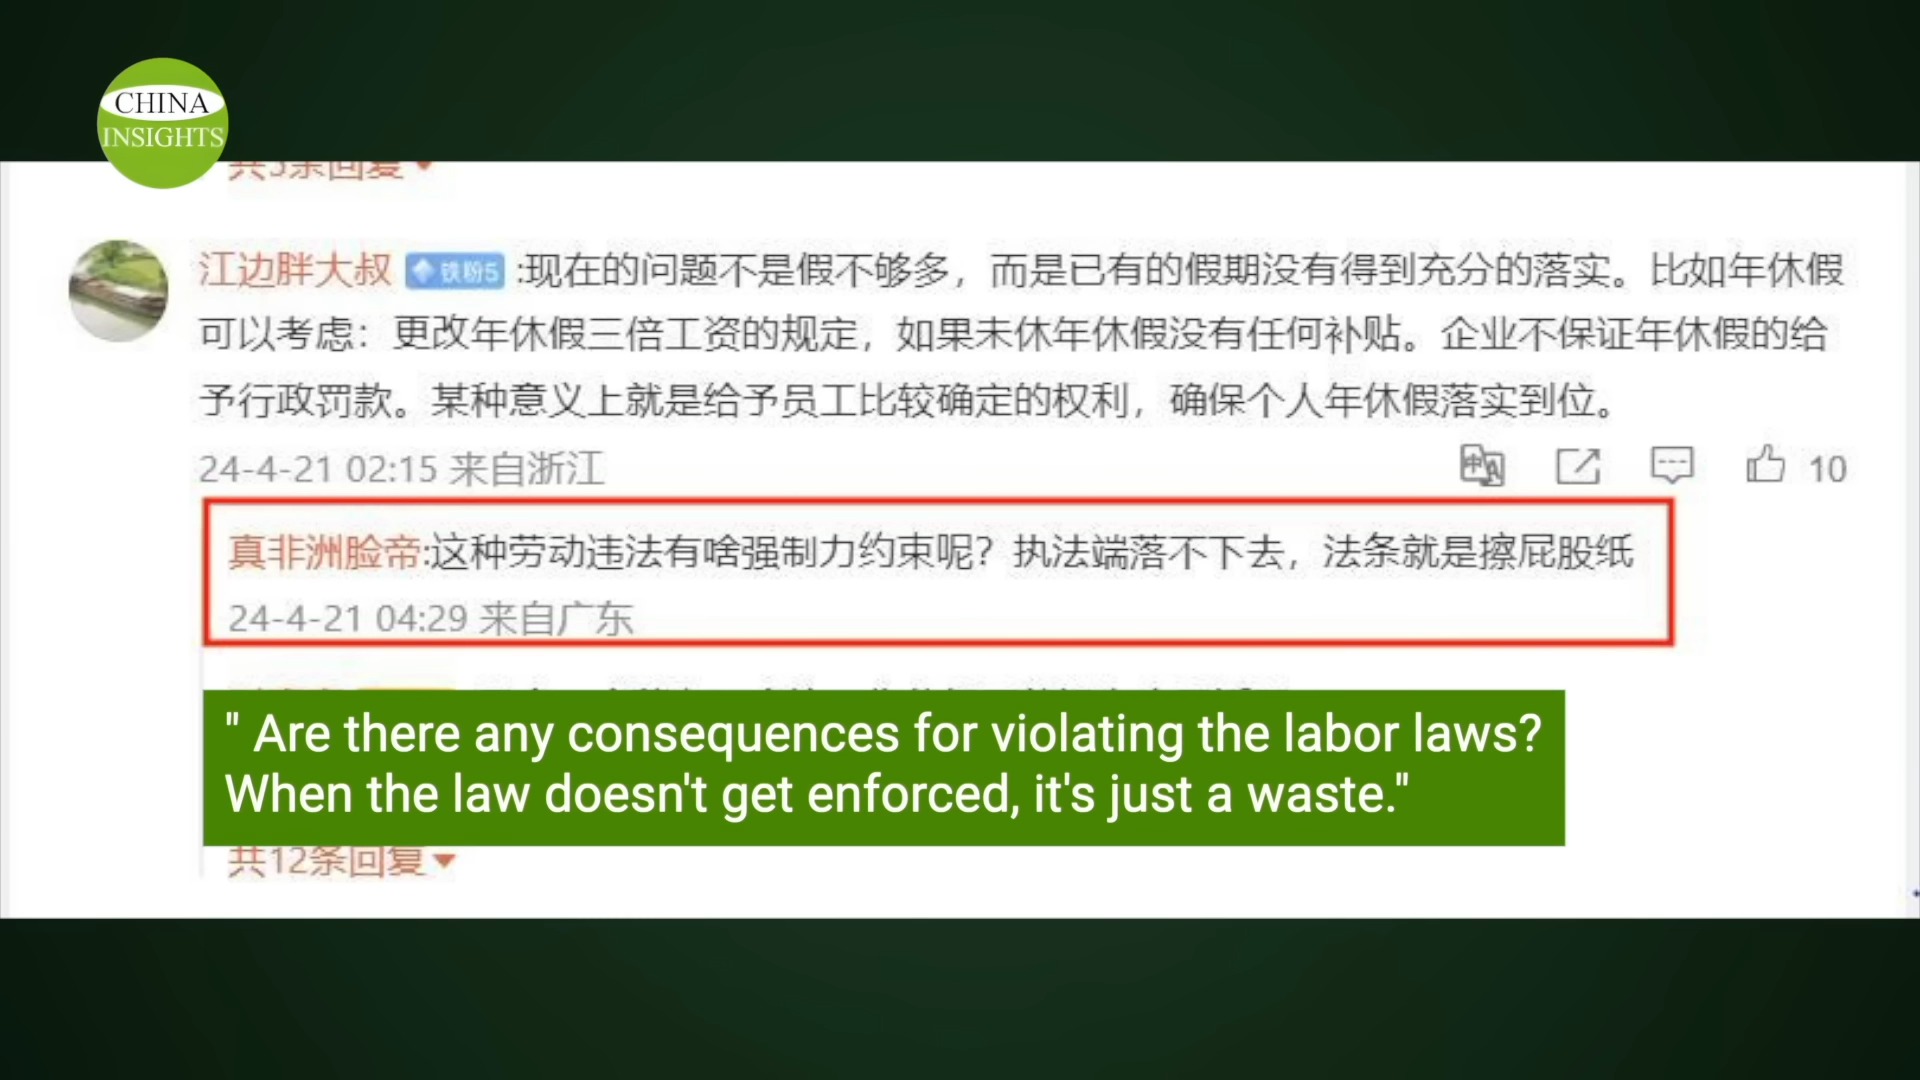 CHINA
INSIGHTS
共3条回复
江边胖大叔 铁粉5 :现在的问题不是假不够多，而是已有的假期没有得到充分的落实。比如年休假
可以考虑：更改年休假三倍工资的规定，如果未休年休假没有任何补贴。企业不保证年休假的给
予行政罚款。某种意义上就是给予员工比较确定的权利，确保个人年休假落实到位。
24-4-21 02:15 来自浙江 10
真非洲脸帝:这种劳动违法有啥强制力约束呢？执法端落不下去，法条就是擦屁股纸
24-4-21 04:29 来自广东
" Are there any consequences for violating the labor laws?
When the law doesn't get enforced, it's just a waste."
共12条回复